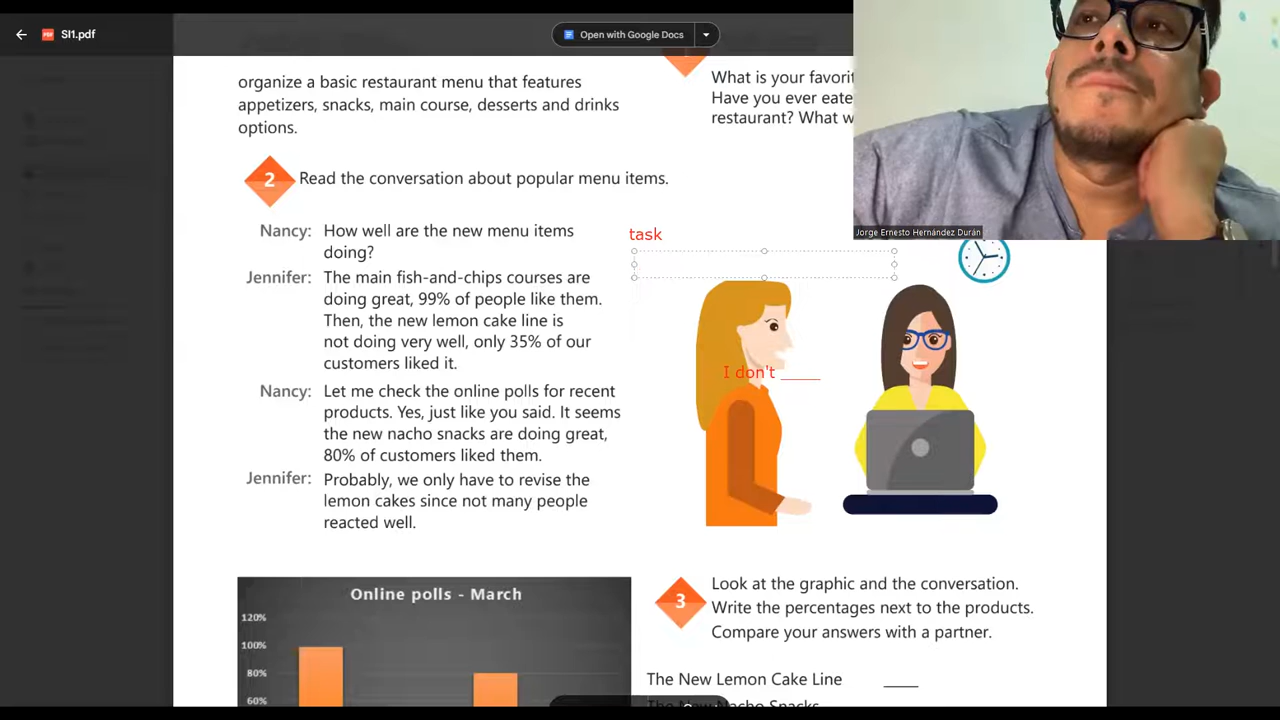 SI1.pdf
Open with Google Docs
organize a basic restaurant menu that features
appetizers, snacks, main course, desserts and drinks
options.
What is your favorit
Have you ever eate
restaurant? What w
Jorge Ernesto Hernández Durán
2 Read the conversation about popular menu items.
Nancy: How well are the new menu items
doing?
Jennifer: The main fish-and-chips courses are
doing great, 99% of people like them.
Then, the new lemon cake line is
not doing very well, only 35% of our
customers liked it.
Nancy: Let me check the online polls for recent
products. Yes, just like you said. It seems
the new nacho snacks are doing great,
80% of customers liked them.
Jennifer: Probably, we only have to revise the
lemon cakes since not many people
reacted well.
task
I don't _____
Online polls - March
120%
100%
80%
60%
3 Look at the graphic and the conversation.
Write the percentages next to the products.
Compare your answers with a partner.
The New Lemon Cake Line ____
The New Nacho Snacks